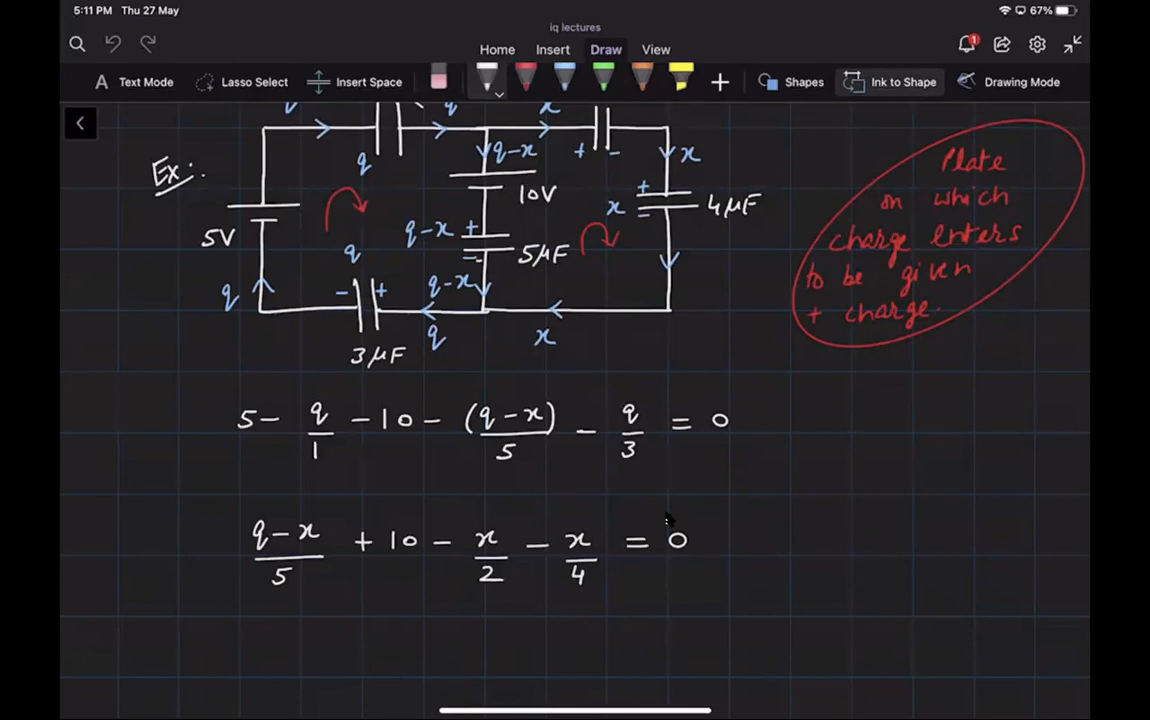 5:11 PM Thu 27 May
67%
iq lectures
Home Insert Draw View
1
A Text Mode Lasso Select Insert Space + Shapes Ink to Shape Drawing Mode
q x
Ex:
q
q-x
+ -
x
10V
+
x
=
4μF
5V
q
q-x +
5μF
q
- +
q-x
q
x
3μF
Plate
on which
charge enters
to be given
+ charge.
5 - q/1 - 10 - (q-x)/5 - q/3 = 0
q-x/5 + 10 - x/2 - x/4 = 0